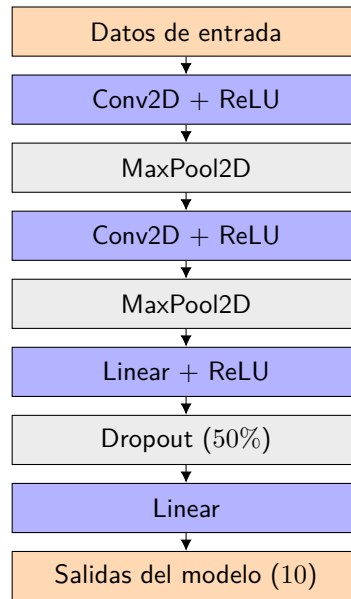 Datos de entrada
Conv2D + ReLU
MaxPool2D
Conv2D + ReLU
MaxPool2D
Linear + ReLU
Dropout (50%)
Linear
Salidas del modelo (10)